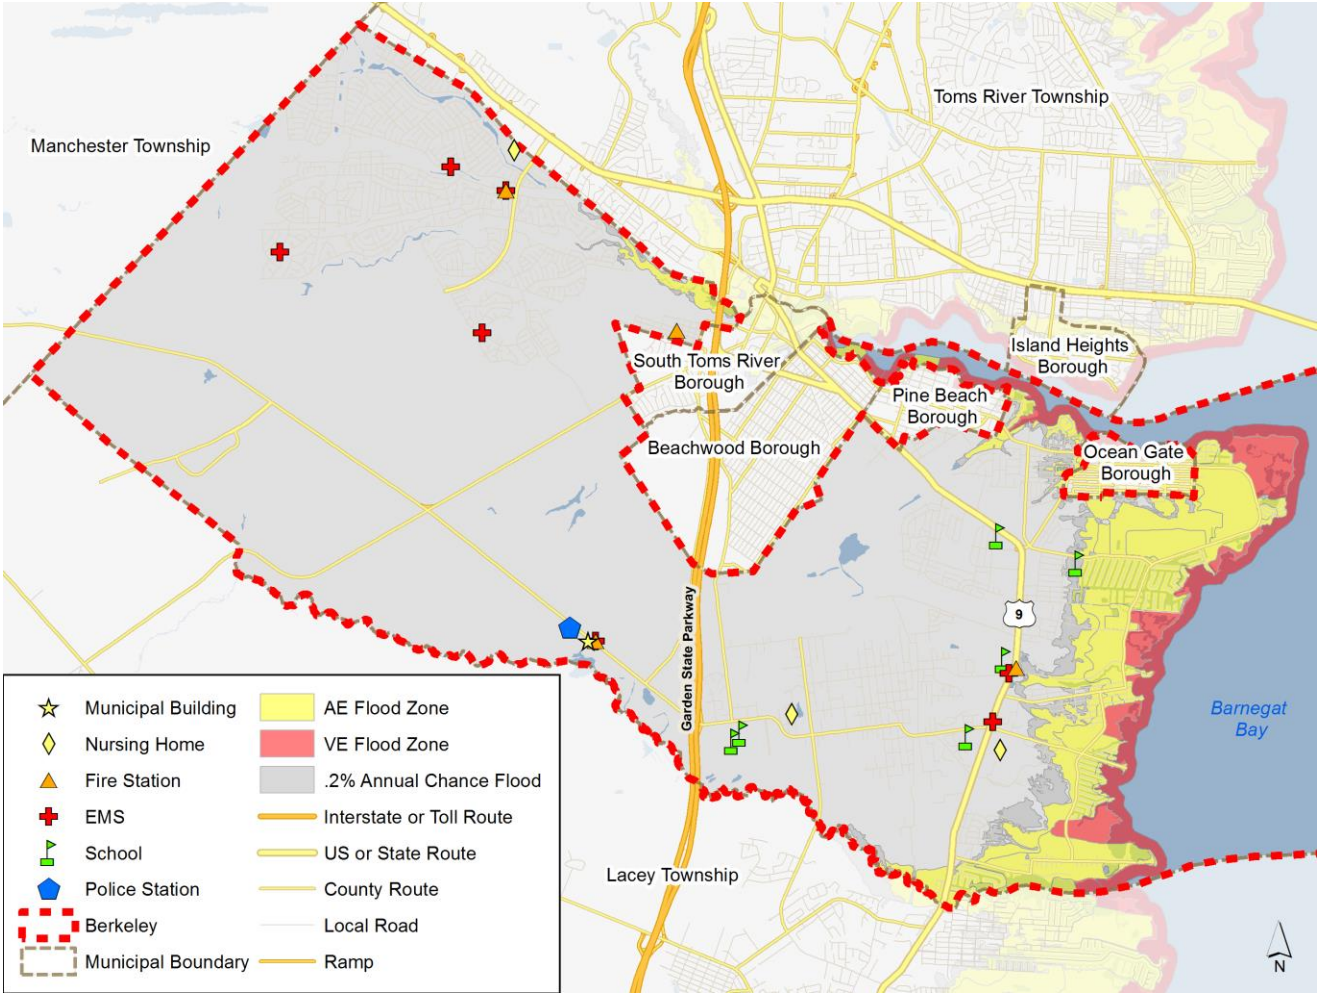 Toms River Township
Manchester Township
Island Heights
Borough
South Toms River
Borough
Pine Beach
Borough
Beachwood Borough
Ocean Gate
Borough
9
Garden State Parkway
Barnegat
Bay
Lacey Township
Municipal Building
Nursing Home
Fire Station
EMS
School
Police Station
Berkeley
Municipal Boundary
AE Flood Zone
VE Flood Zone
.2% Annual Chance Flood
Interstate or Toll Route
US or State Route
County Route
Local Road
Ramp
N